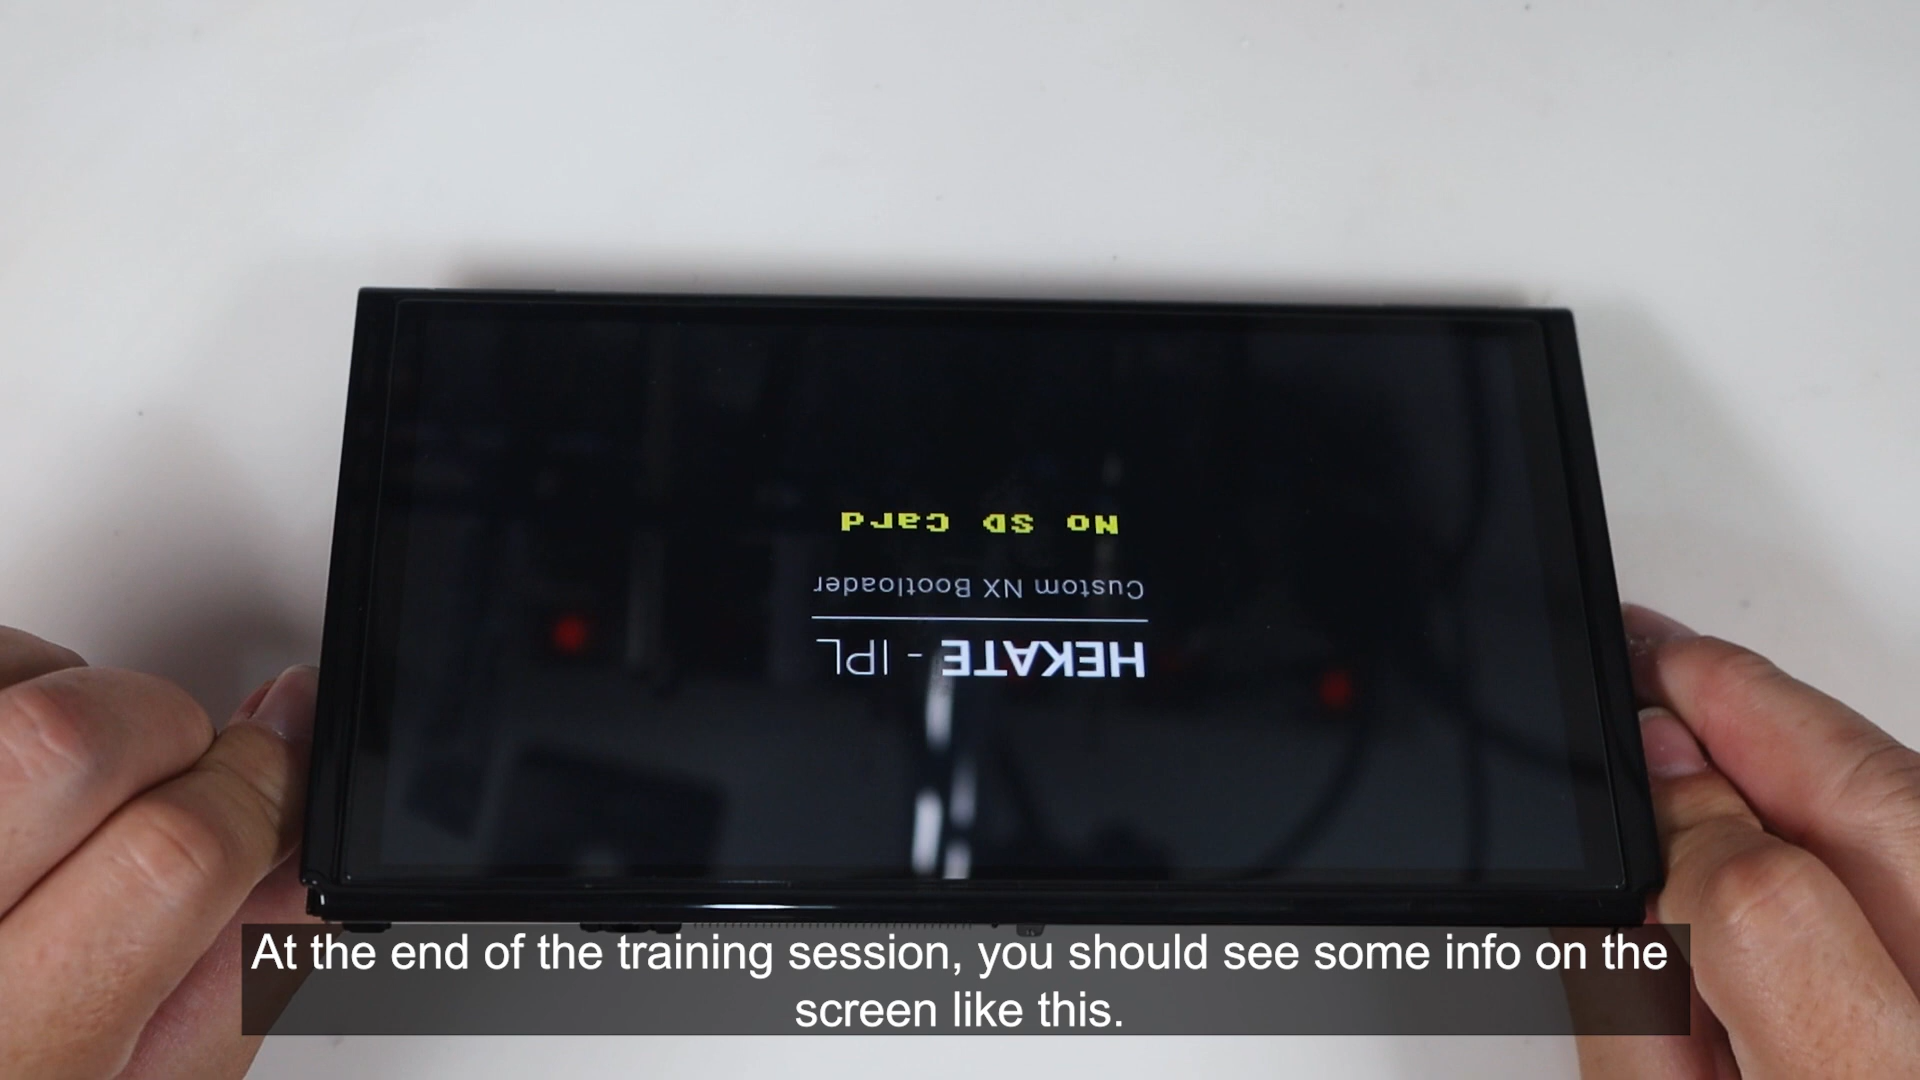 HEKATE - IPL
Custom NX Bootloader
No SD Card
At the end of the training session, you should see some info on the
screen like this.